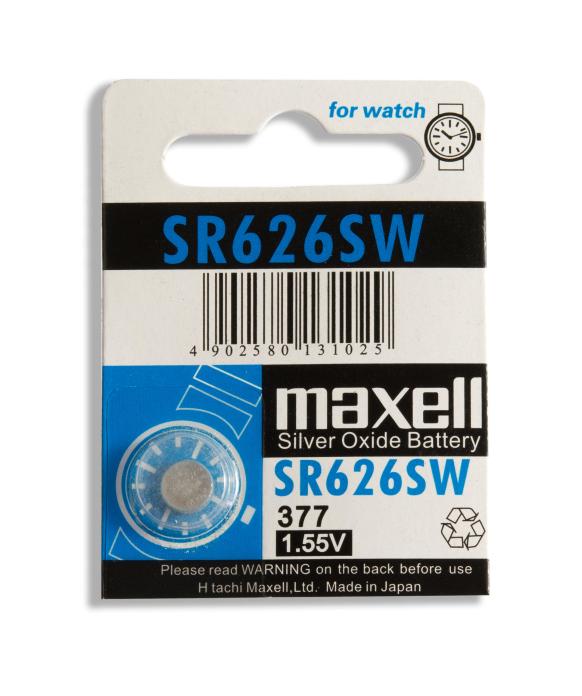 for watch
SR626SW
4 902580 131025
maxell
Silver Oxide Battery
SR626SW
377
1.55V
Please read WARNING on the back before use
H tachi Maxell,Ltd. Made in Japan